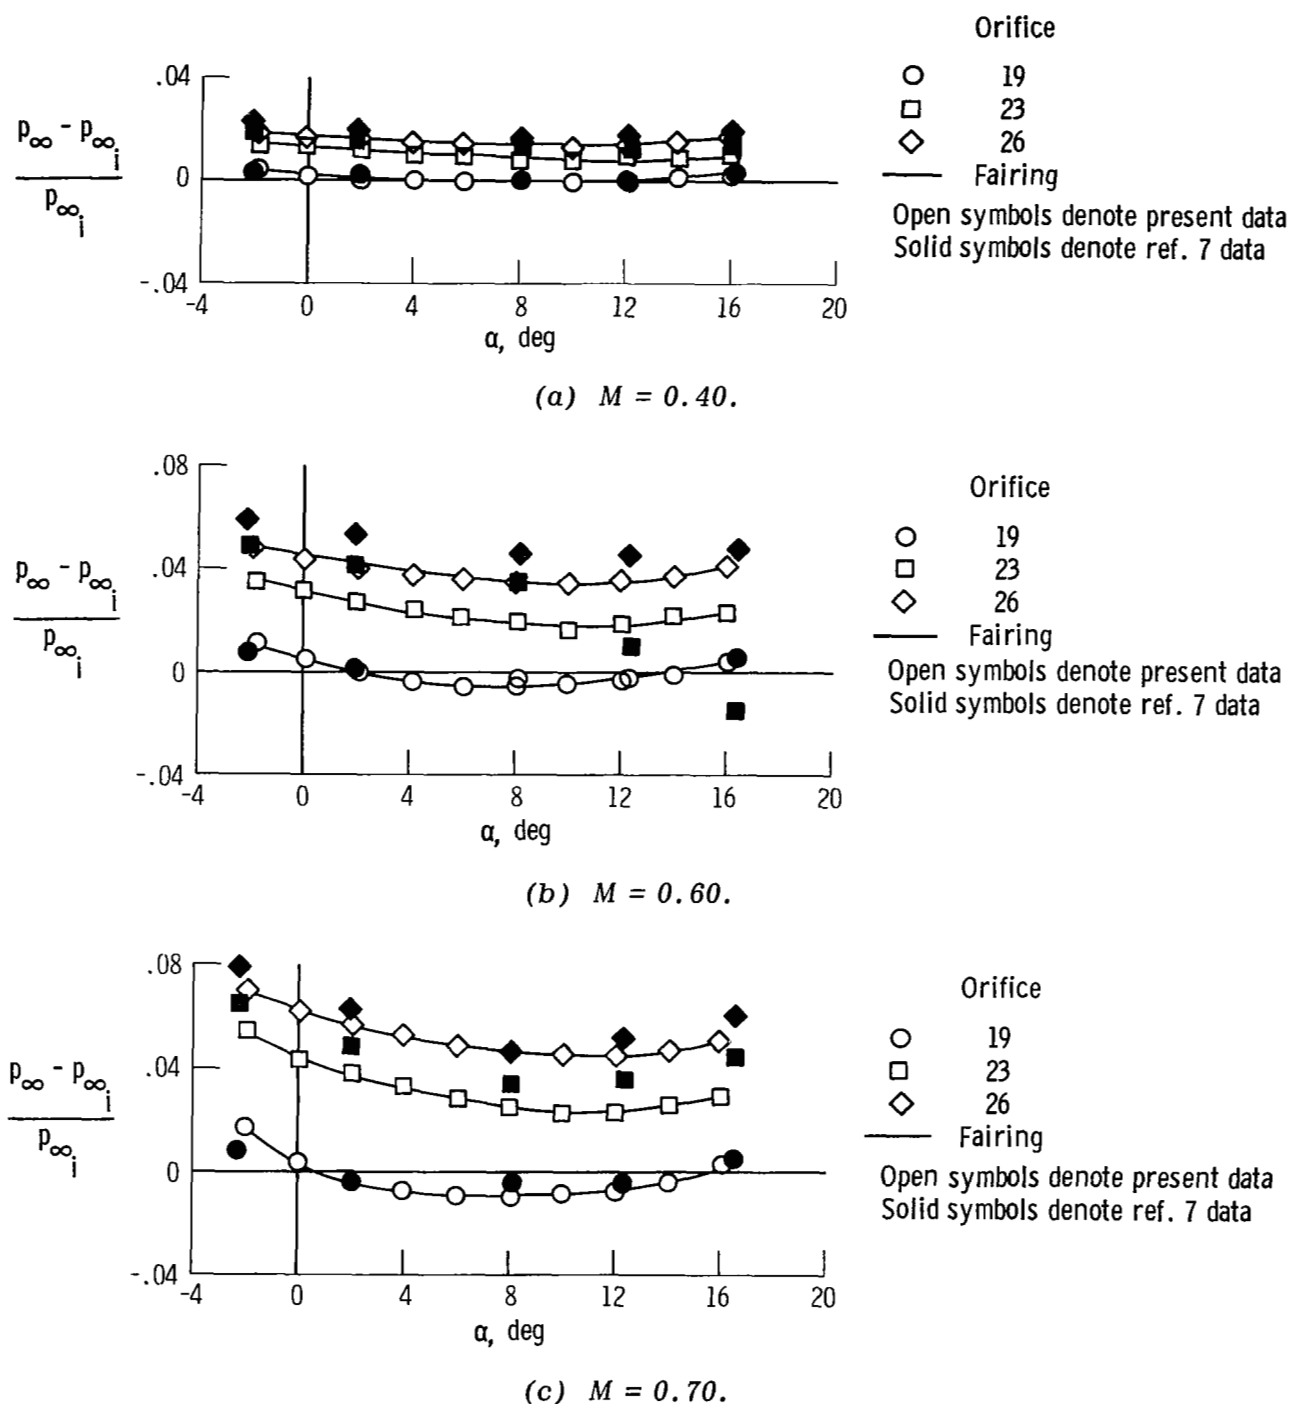 Orifice
.04
19
23
p∞ - p∞i
26
0
Fairing
p∞i
Open symbols denote present data
Solid symbols denote ref. 7 data
-.04
-4 0 4 8 12 16 20
α, deg
(a) M = 0.40.
.08
Orifice
19
.04
23
p∞ - p∞i
26
Fairing
p∞i
0
Open symbols denote present data
Solid symbols denote ref. 7 data
-.04
-4 0 4 8 12 16 20
α, deg
(b) M = 0.60.
.08
Orifice
19
.04
23
p∞ - p∞i
26
Fairing
p∞i
0
Open symbols denote present data
Solid symbols denote ref. 7 data
-.04
-4 0 4 8 12 16 20
α, deg
(c) M = 0.70.